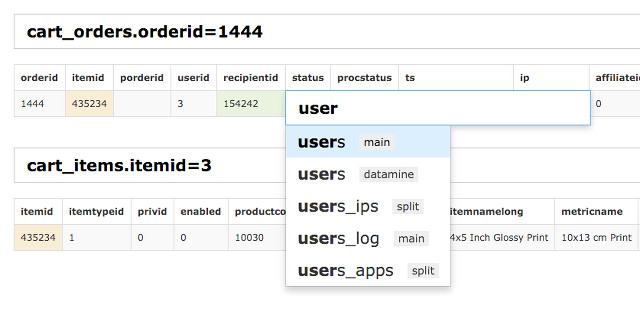 cart_orders.orderid=1444
orderid itemid porderid userid recipientid status procstatus ts ip affiliateid
1444 435234 3 154242 0
user
users main
users datamine
users_ips split
users_log main
users_apps split
cart_items.itemid=3
itemid itemtypeid privid enabled itemnamelong metricname
435234 1 0 0 10030 4x5 Inch Glossy Print 10x13 cm Print